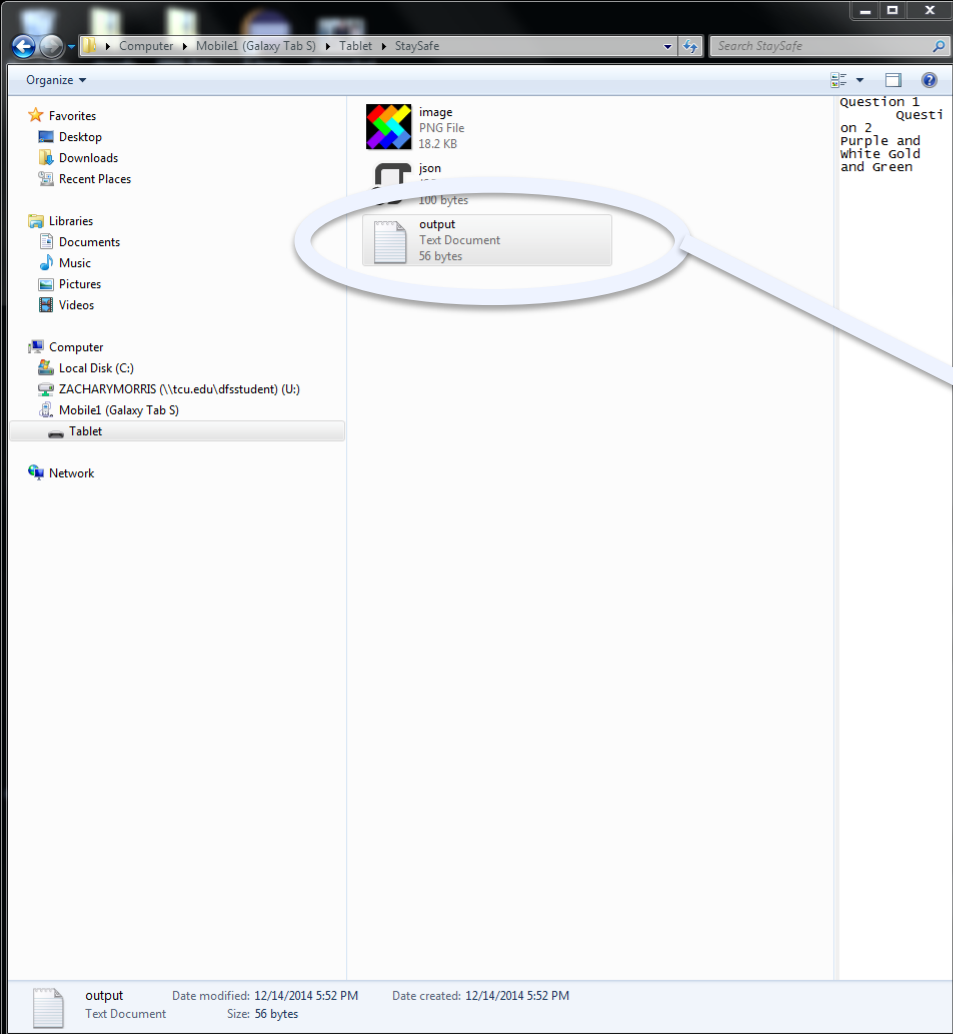 Computer Mobile1 (Galaxy Tab S) Tablet StaySafe
Search StaySafe
Organize
Favorites
Desktop
Downloads
Recent Places
Libraries
Documents
Music
Pictures
Videos
Computer
Local Disk (C:)
ZACHARYMORRIS (\\tcu.edu\dfsstudent) (U:)
Mobile1 (Galaxy Tab S)
Tablet
Network
image
PNG File
18.2 KB
json
100 bytes
output
Text Document
56 bytes
Question 1
Questi
on 2
Purple and
White Gold
and Green
output Date modified: 12/14/2014 5:52 PM Date created: 12/14/2014 5:52 PM
Text Document Size: 56 bytes